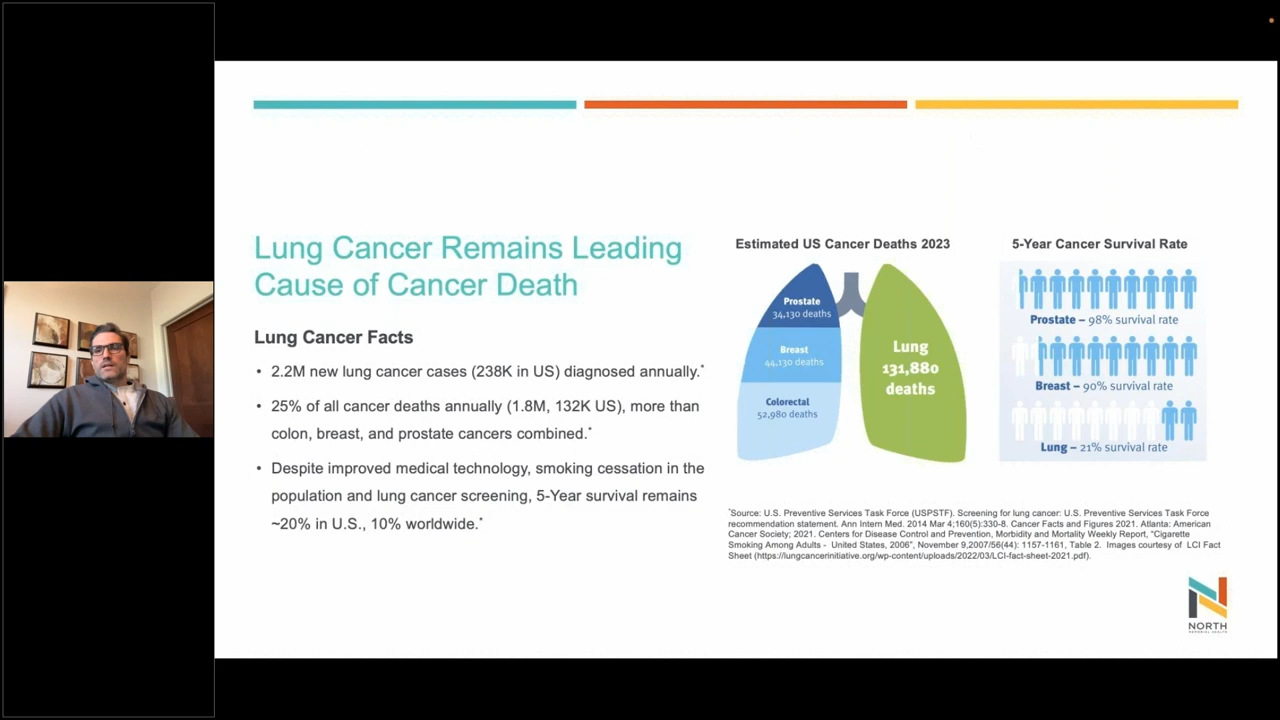 Lung Cancer Remains Leading
Cause of Cancer Death
Lung Cancer Facts
• 2.2M new lung cancer cases (238K in US) diagnosed annually.*
• 25% of all cancer deaths annually (1.8M, 132K US), more than
colon, breast, and prostate cancers combined.*
• Despite improved medical technology, smoking cessation in the
population and lung cancer screening, 5-Year survival remains
~20% in U.S., 10% worldwide.*
Estimated US Cancer Deaths 2023
Prostate
34,130 deaths
Breast
44,130 deaths
Colorectal
52,980 deaths
Lung
131,880
deaths
5-Year Cancer Survival Rate
Prostate – 98% survival rate
Breast – 90% survival rate
Lung – 21% survival rate
*Source: U.S. Preventive Services Task Force (USPSTF). Screening for lung cancer: U.S. Preventive Services Task Force
recommendation statement. Ann Intern Med. 2014 Mar 4;160(5):330-8. Cancer Facts and Figures 2021. Atlanta: American
Cancer Society; 2021. Centers for Disease Control and Prevention, Morbidity and Mortality Weekly Report, "Cigarette
Smoking Among Adults - United States, 2006", November 9,2007/56(44): 1157-1161, Table 2. Images courtesy of LCI Fact
Sheet (https://lungcancerinitiative.org/wp-content/uploads/2022/03/LCI-fact-sheet-2021.pdf).
NORTH
MEMORIAL HEALTH